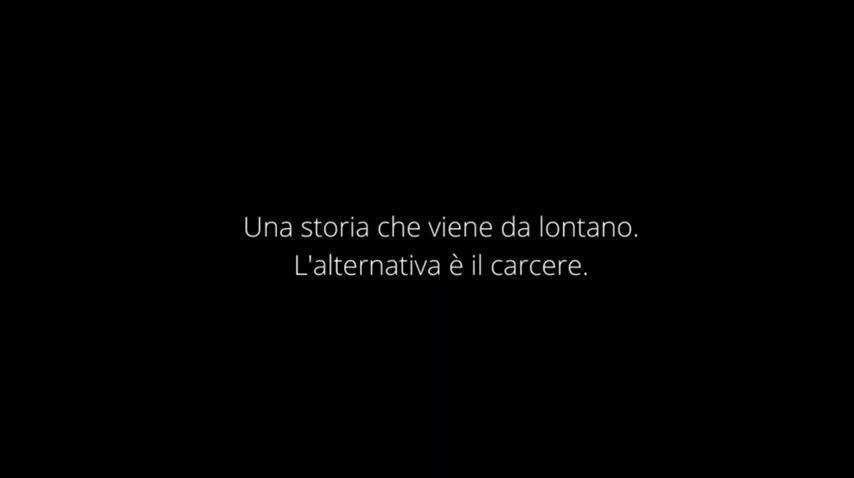 Una storia che viene da lontano.
L'alternativa è il carcere.